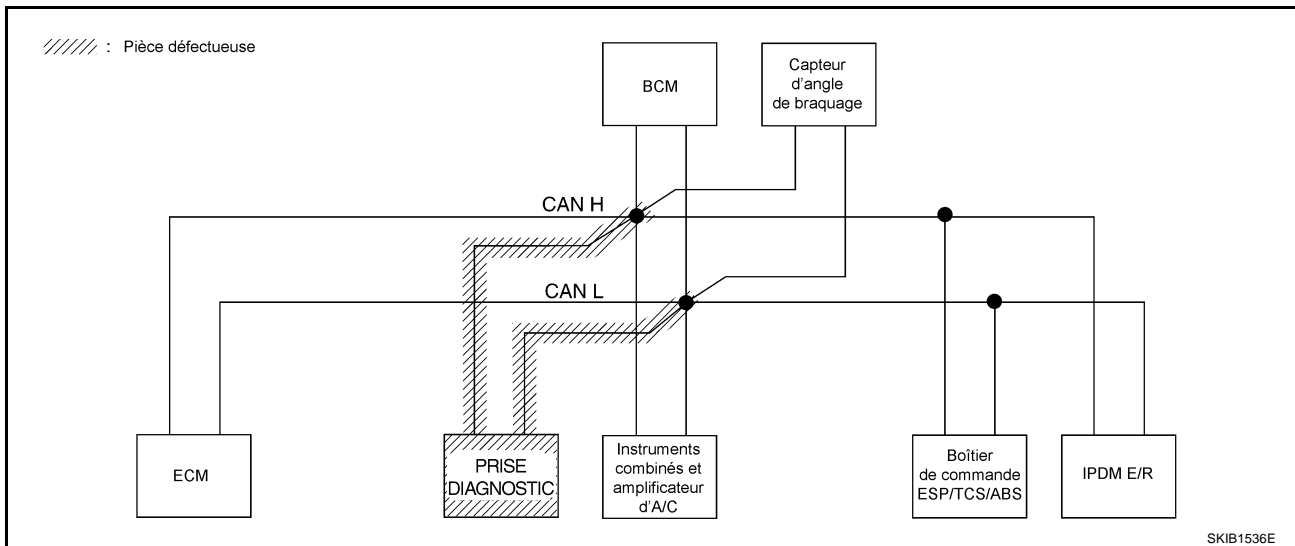 : Pièce défectueuse
BCM
Capteur
d'angle
de braquage
CAN H
CAN L
ECM
PRISE
DIAGNOSTIC
Instruments
combinés et
amplificateur
d'A/C
Boîtier
de commande
ESP/TCS/ABS
IPDM E/R
SKIB1536E